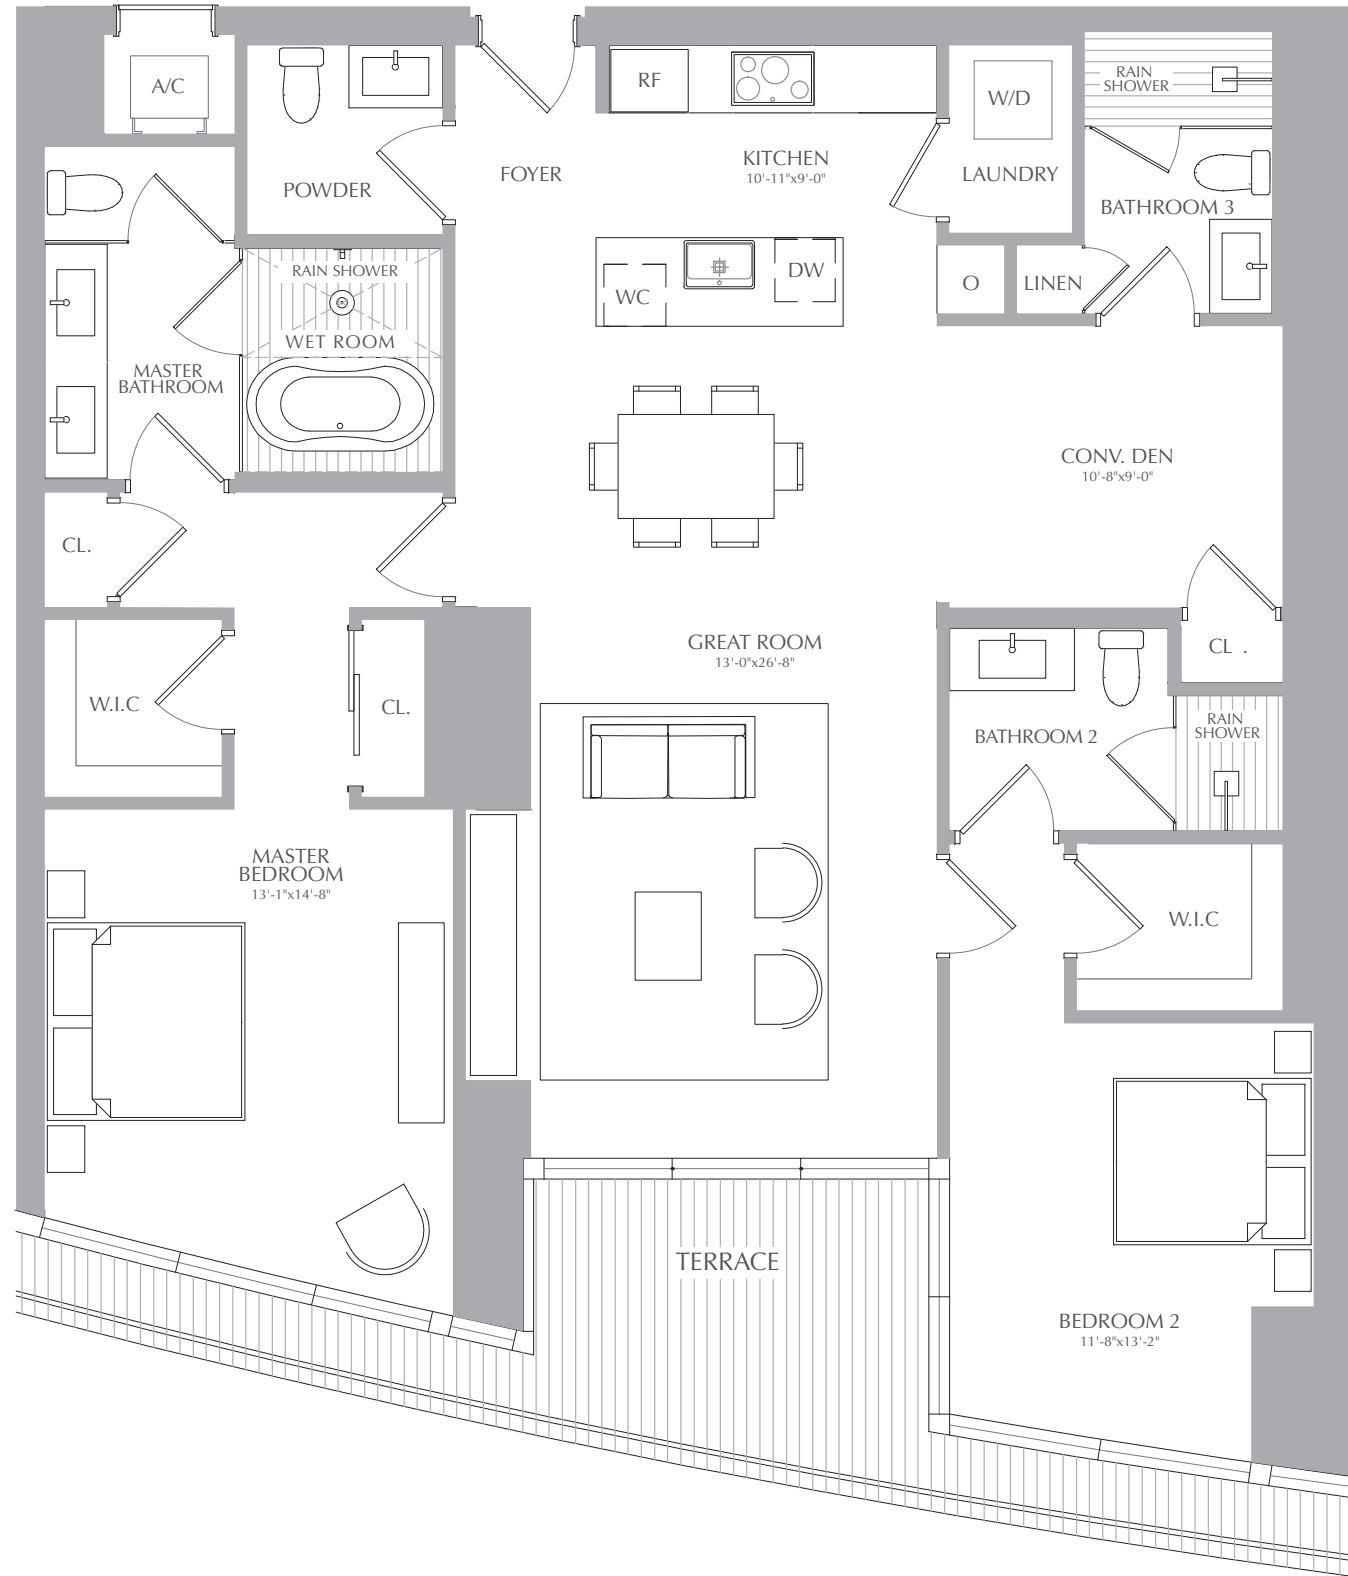 A/C
RF
W/D
RAIN
SHOWER
KITCHEN
10'-11"x9'-0"
FOYER
LAUNDRY
POWDER
BATHROOM 3
RAIN SHOWER
WET ROOM
WC
DW
O
LINEN
MASTER
BATHROOM
CONV. DEN
10'-8"x9'-0"
CL.
GREAT ROOM
13'-0"x26'-8"
CL .
W.I.C
CL.
BATHROOM 2
RAIN
SHOWER
MASTER
BEDROOM
13'-1"x14'-8"
W.I.C
TERRACE
BEDROOM 2
11'-8"x13'-2"